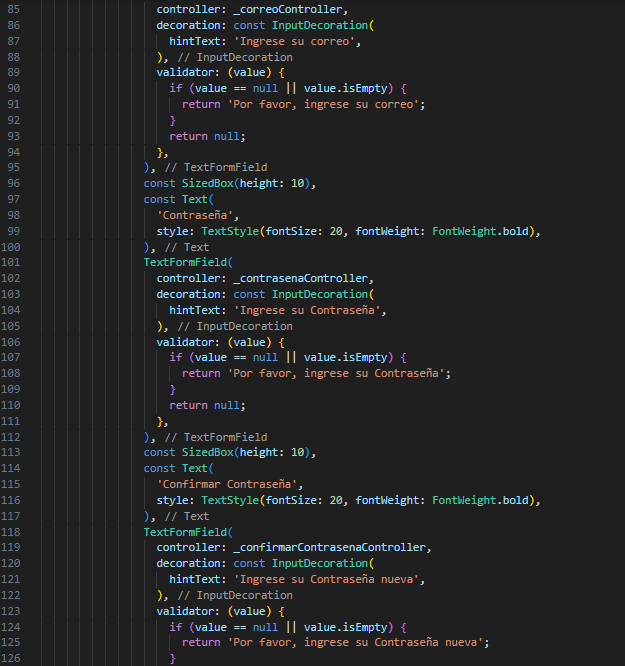 85 controller: _correoController,
86 decoration: const InputDecoration(
87 hintText: 'Ingrese su correo',
88 ), // InputDecoration
89 validator: (value) {
90 if (value == null || value.isEmpty) {
91 return 'Por favor, ingrese su correo';
92 }
93 return null;
94 },
95 ), // TextFormField
96 const SizedBox(height: 10),
97 const Text(
98 'Contraseña',
99 style: TextStyle(fontSize: 20, fontWeight: FontWeight.bold),
100 ), // Text
101 TextFormField(
102 controller: _contrasenaController,
103 decoration: const InputDecoration(
104 hintText: 'Ingrese su Contraseña',
105 ), // InputDecoration
106 validator: (value) {
107 if (value == null || value.isEmpty) {
108 return 'Por favor, ingrese su Contraseña';
109 }
110 return null;
111 },
112 ), // TextFormField
113 const SizedBox(height: 10),
114 const Text(
115 'Confirmar Contraseña',
116 style: TextStyle(fontSize: 20, fontWeight: FontWeight.bold),
117 ), // Text
118 TextFormField(
119 controller: _confirmarContrasenaController,
120 decoration: const InputDecoration(
121 hintText: 'Ingrese su Contraseña nueva',
122 ), // InputDecoration
123 validator: (value) {
124 if (value == null || value.isEmpty) {
125 return 'Por favor, ingrese su Contraseña nueva';
126 }